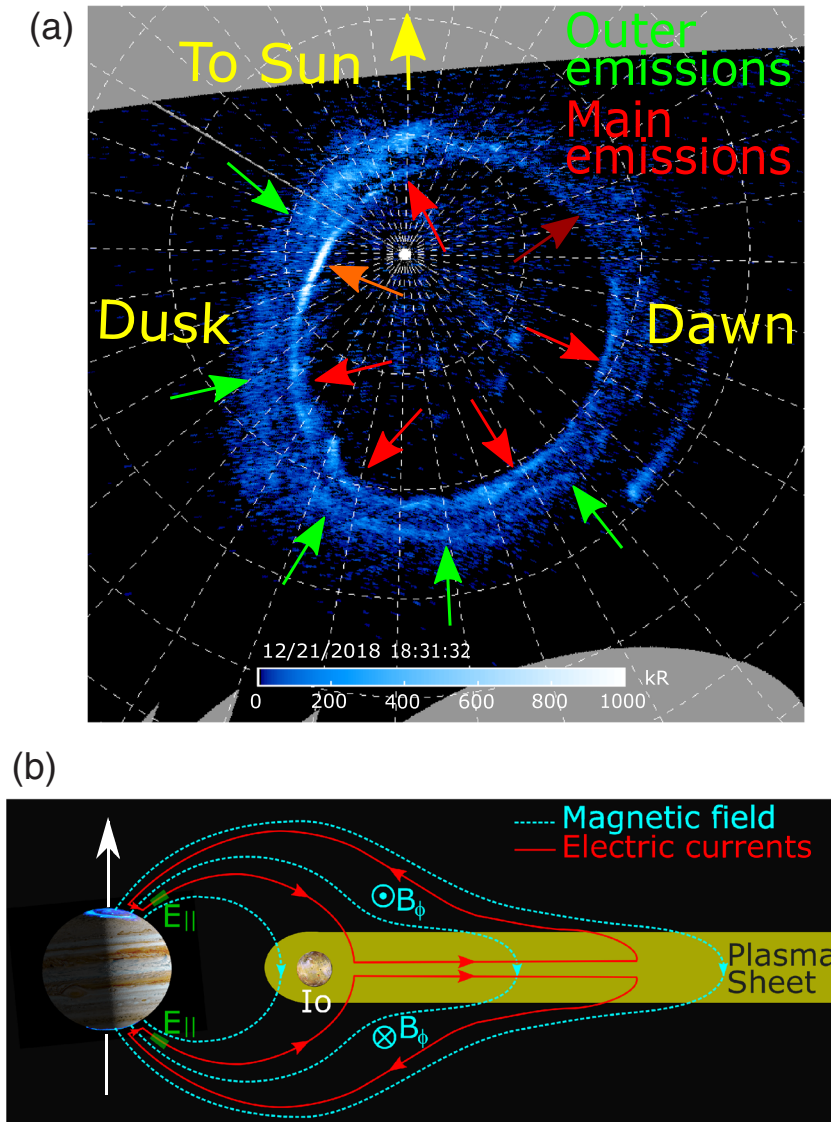 (a)
To Sun
Outer
emissions
Main
emissions
Dusk
Dawn
12/21/2018 18:31:32
kR
0 200 400 600 800 1000
(b)
Magnetic field
Electric currents
E||
Bϕ
Plasma
Sheet
Io
E||
Bϕ